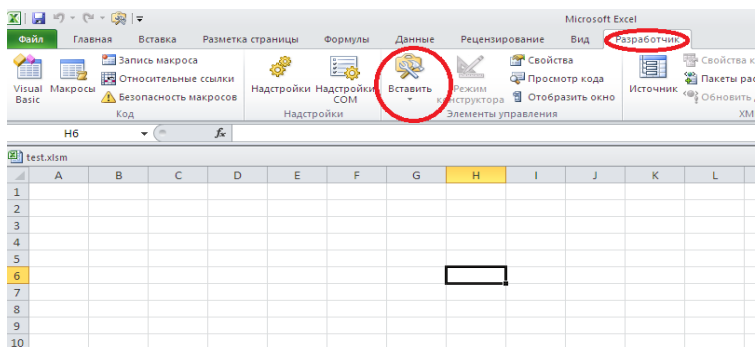 Microsoft Excel
Файл Главная Вставка Разметка страницы Формулы Данные Рецензирование Вид Разработчик
Visual Basic
Макросы
Запись макроса
Относительные ссылки
Безопасность макросов
Код
Надстройки
Надстройки COM
Надстройки
Вставить
Режим конструктора
Свойства
Просмотр кода
Отобразить окно
Элементы управления
Источник
Свойства к
Пакеты рас
Обновить
XM
H6 fx
test.xlsm
A B C D E F G H I J K L
1
2
3
4
5
6
7
8
9
10